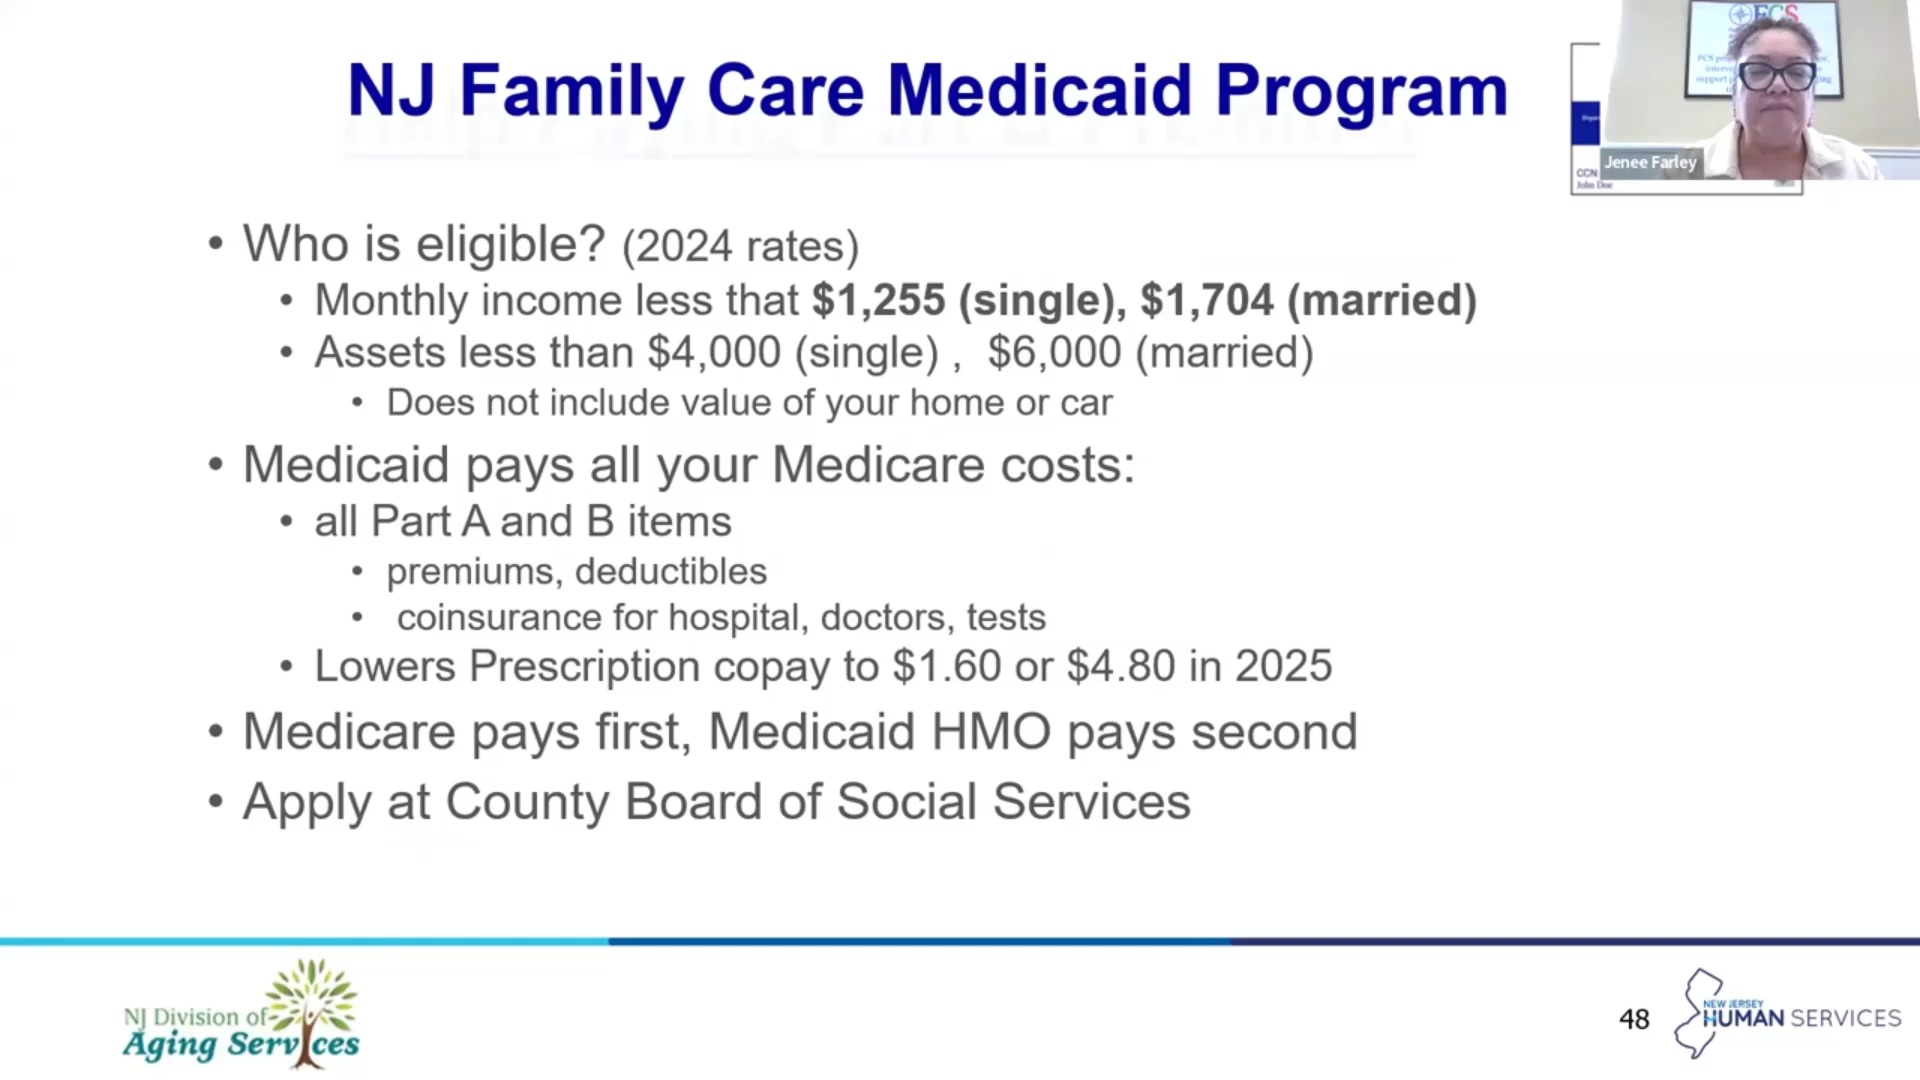 NJ Family Care Medicaid Program
FCS
Jenee Farley
CCN
John Doe
• Who is eligible? (2024 rates)
• Monthly income less that $1,255 (single), $1,704 (married)
• Assets less than $4,000 (single) , $6,000 (married)
• Does not include value of your home or car
• Medicaid pays all your Medicare costs:
• all Part A and B items
• premiums, deductibles
• coinsurance for hospital, doctors, tests
• Lowers Prescription copay to $1.60 or $4.80 in 2025
• Medicare pays first, Medicaid HMO pays second
• Apply at County Board of Social Services
NJ Division of
Aging Services
48
NEW JERSEY
HUMAN SERVICES